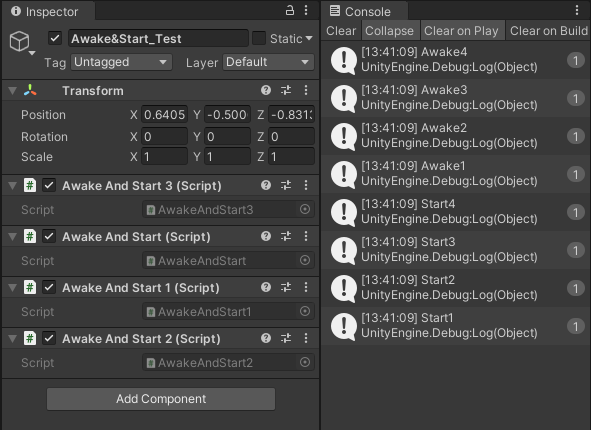 Inspector
Awake&Start_Test
Static
Tag Untagged Layer Default
Transform
Position X 0.6405 Y -0.500 Z -0.831
Rotation X 0 Y 0 Z 0
Scale X 1 Y 1 Z 1
# Awake And Start 3 (Script)
Script # AwakeAndStart3
# Awake And Start (Script)
Script # AwakeAndStart
# Awake And Start 1 (Script)
Script # AwakeAndStart1
# Awake And Start 2 (Script)
Script # AwakeAndStart2
Add Component
Console
Clear Collapse Clear on Play Clear on Build
[13:41:09] Awake4
UnityEngine.Debug:Log(Object)
1
[13:41:09] Awake3
UnityEngine.Debug:Log(Object)
1
[13:41:09] Awake2
UnityEngine.Debug:Log(Object)
1
[13:41:09] Awake1
UnityEngine.Debug:Log(Object)
1
[13:41:09] Start4
UnityEngine.Debug:Log(Object)
1
[13:41:09] Start3
UnityEngine.Debug:Log(Object)
1
[13:41:09] Start2
UnityEngine.Debug:Log(Object)
1
[13:41:09] Start1
UnityEngine.Debug:Log(Object)
1